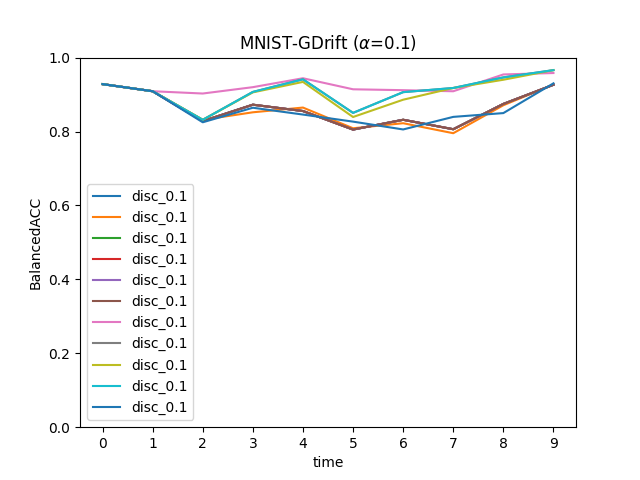 MNIST-GDrift (α=0.1)
BalancedACC
1.0
0.8
0.6
0.4
0.2
0.0
disc_0.1
disc_0.1
disc_0.1
disc_0.1
disc_0.1
disc_0.1
disc_0.1
disc_0.1
disc_0.1
disc_0.1
disc_0.1
0 1 2 3 4 5 6 7 8 9
time